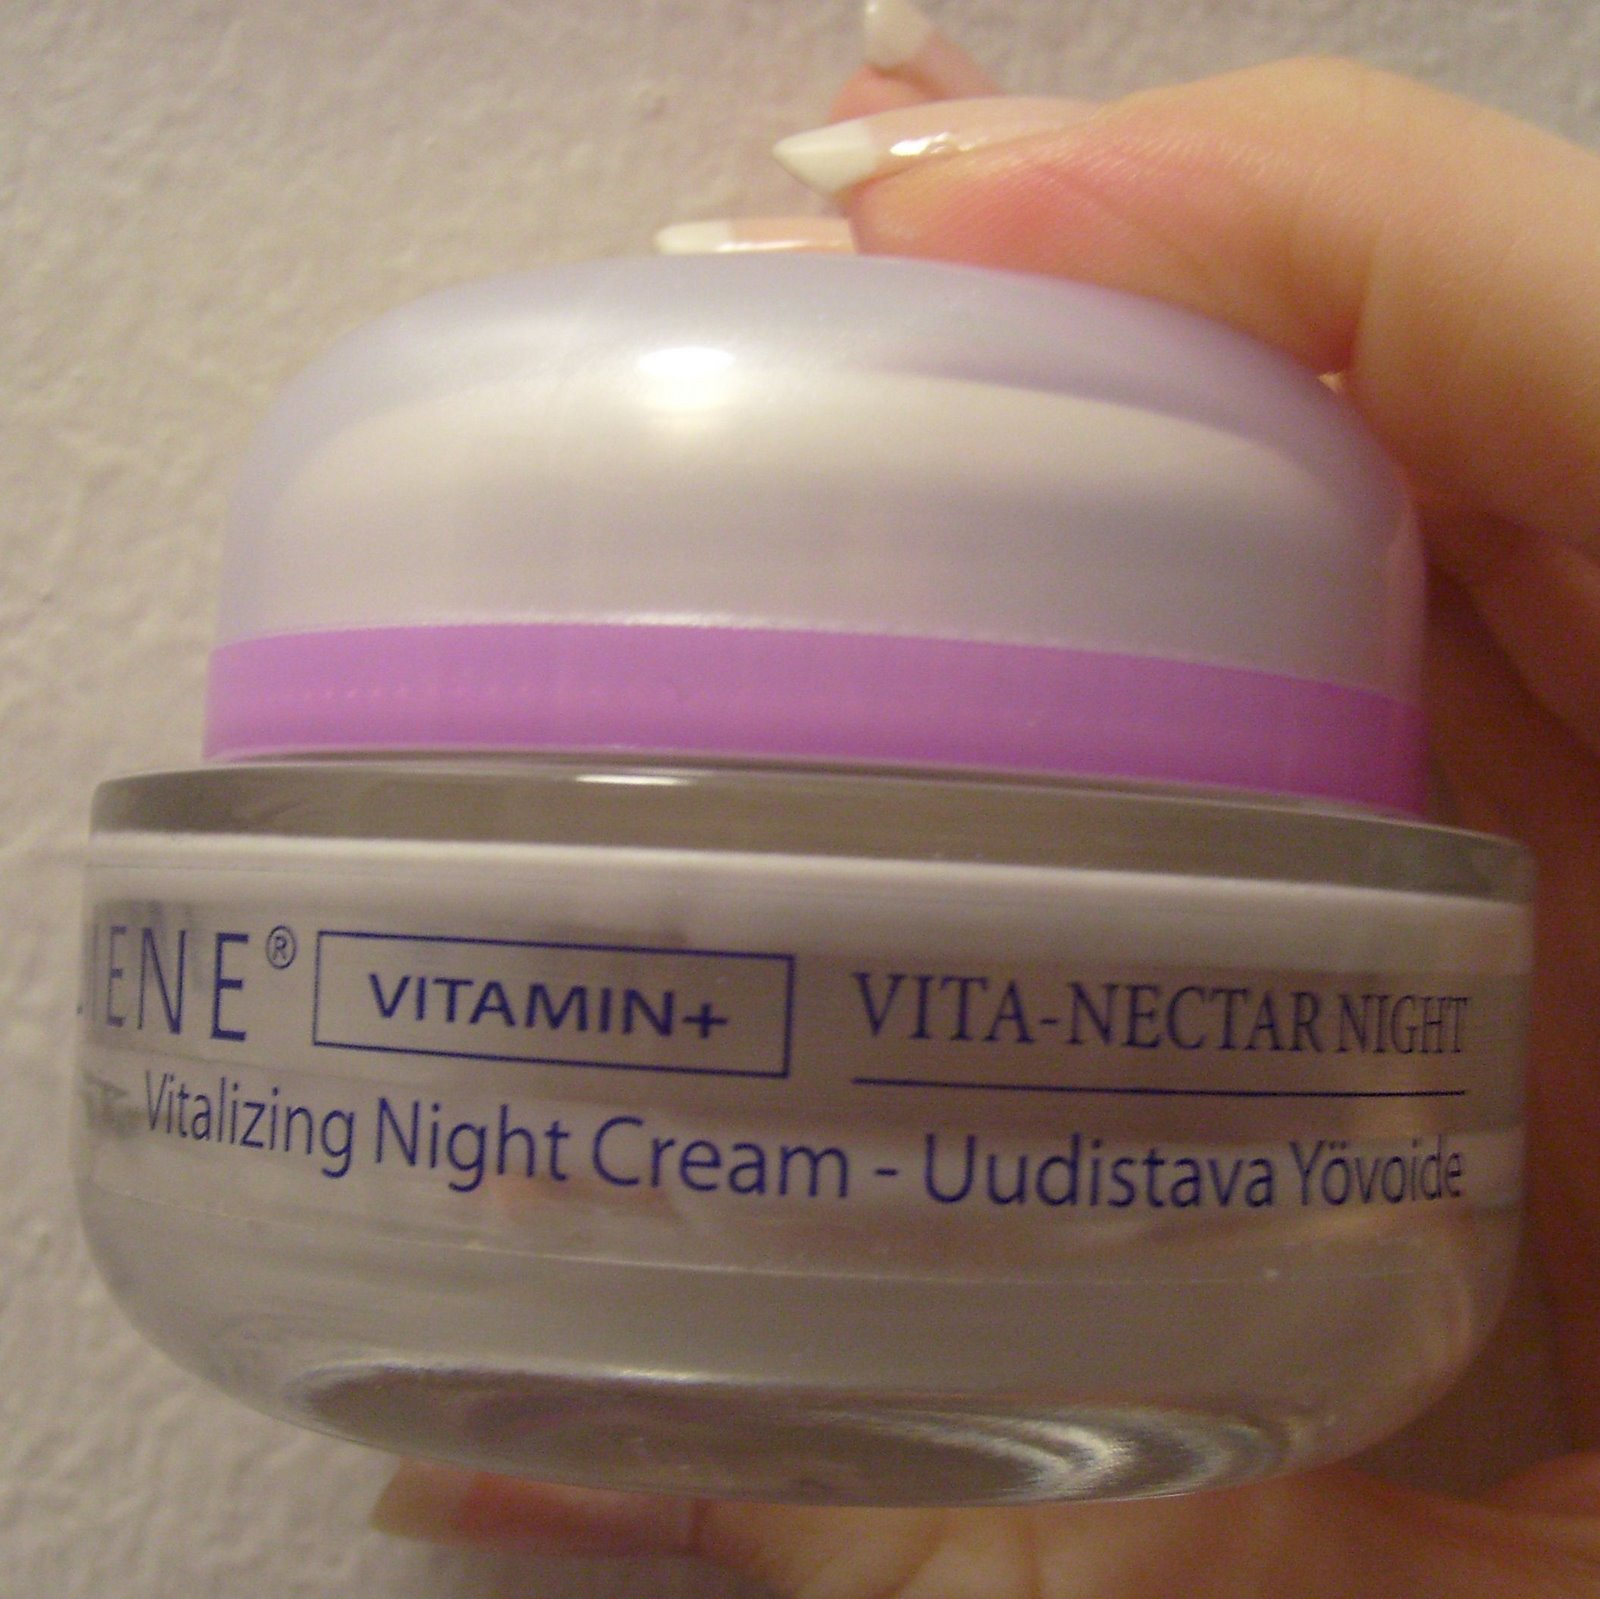 IENE® VITAMIN+ VITA-NECTAR NIGHT
Vitalizing Night Cream - Uudistava Yövoide